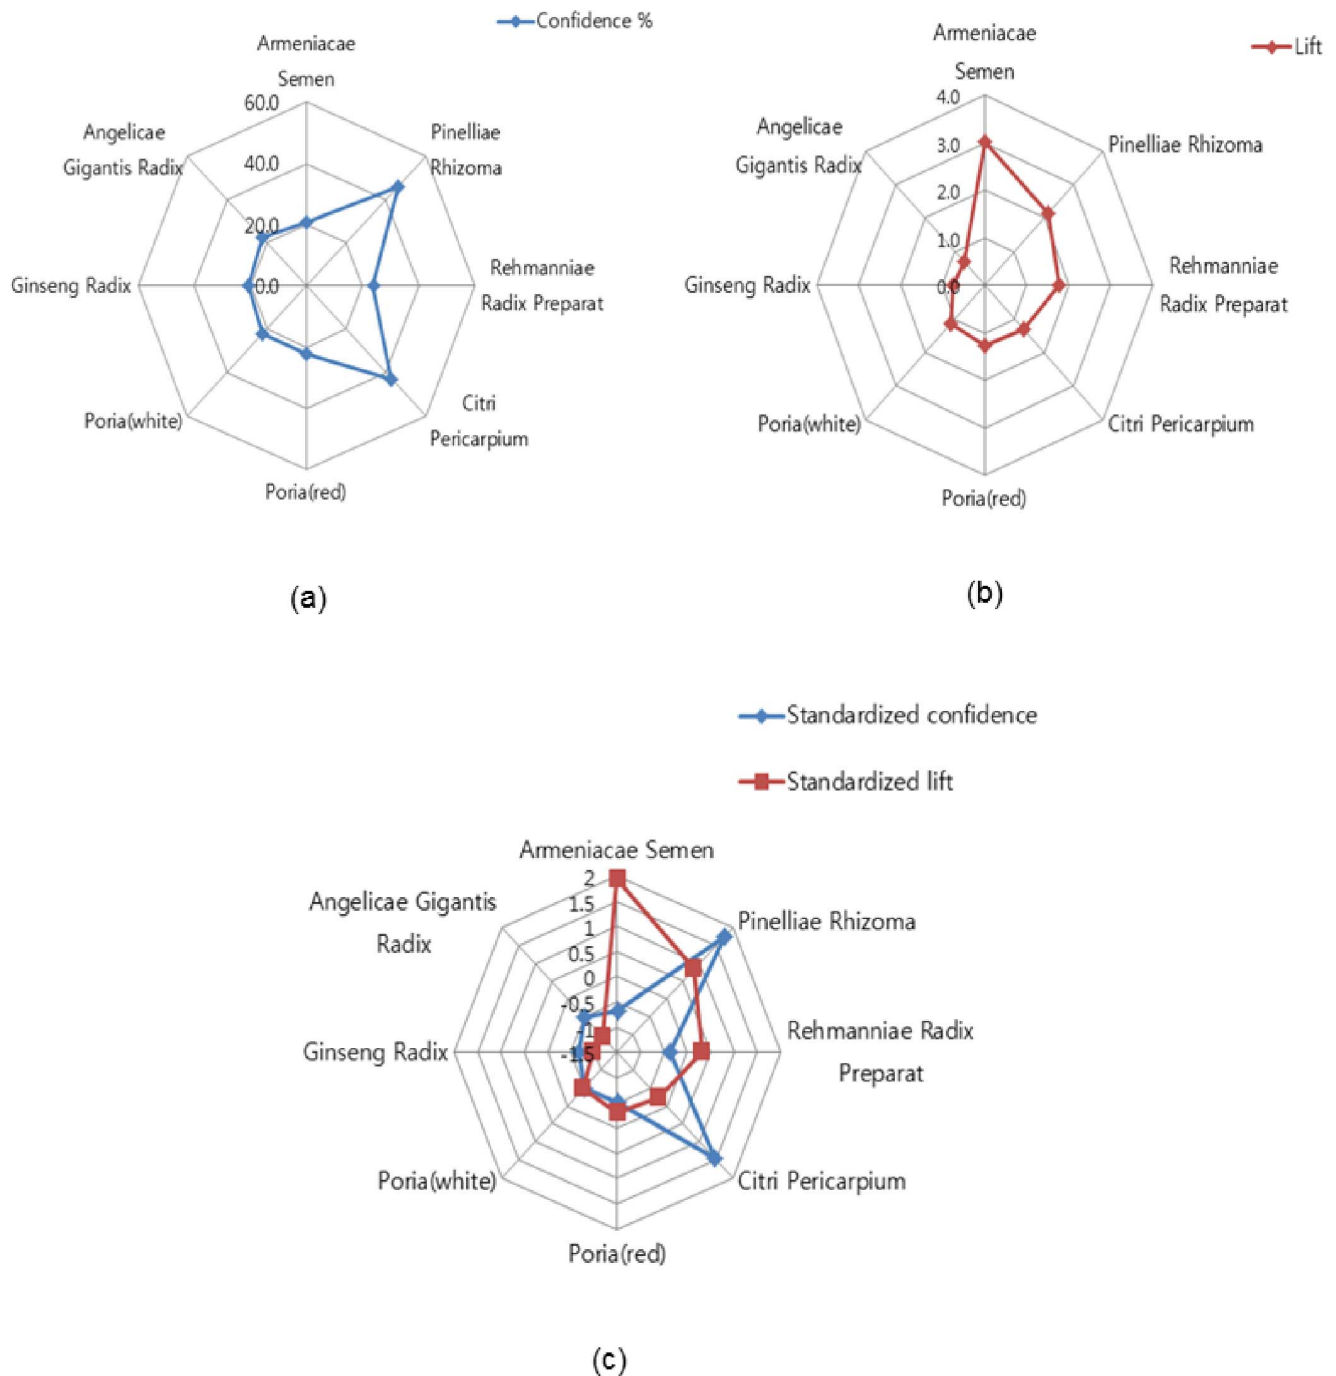 Confidence %
Armeniacae
Semen
60.0
Angelicae
Gigantis Radix
Pinelliae
Rhizoma
40.0
20.0
Ginseng Radix
0.0
Rehmanniae
Radix Preparat
Poria(white)
Citri
Pericarpium
Poria(red)
(a)
Lift
Armeniacae
Semen
4.0
Angelicae
Gigantis Radix
Pinelliae Rhizoma
3.0
2.0
1.0
Ginseng Radix
0.0
Rehmanniae
Radix Preparat
Poria(white)
Citri Pericarpium
Poria(red)
(b)
Standardized confidence
Standardized lift
Armeniacae Semen
2
Angelicae Gigantis
Radix
1.5
Pinelliae Rhizoma
1
0.5
0
-0.5
-1
Ginseng Radix
-1.5
Rehmanniae Radix
Preparat
Poria(white)
Citri Pericarpium
Poria(red)
(c)